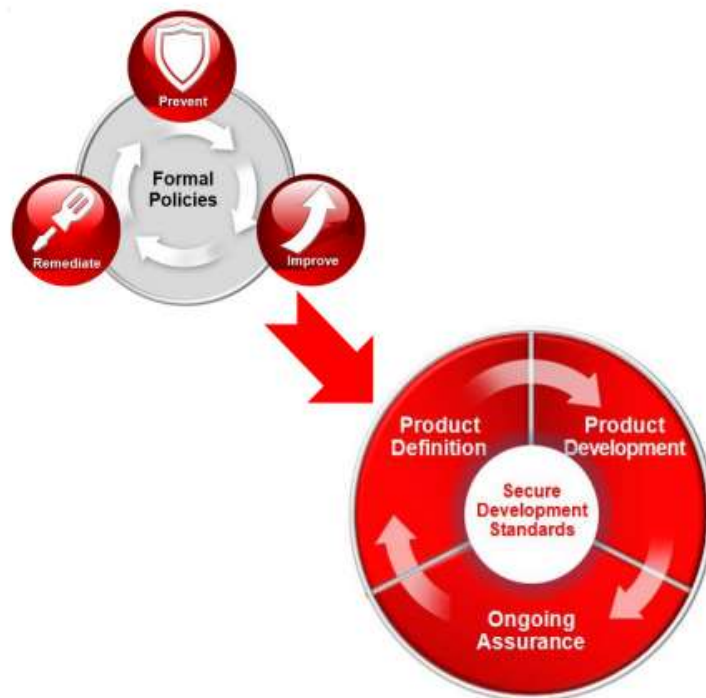 Prevent
Formal
Policies
Remediate
Improve
Product
Definition
Product
Development
Secure
Development
Standards
Ongoing
Assurance